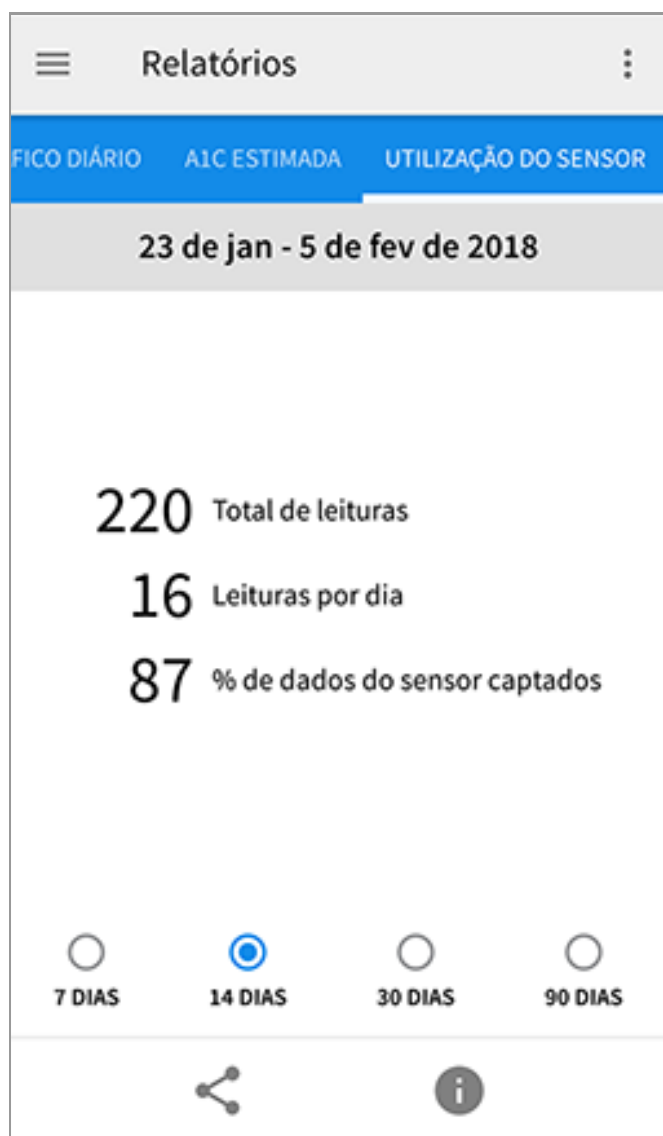 Relatórios
FICO DIÁRIO A1C ESTIMADA UTILIZAÇÃO DO SENSOR
23 de jan - 5 de fev de 2018
220 Total de leituras
16 Leituras por dia
87 % de dados do sensor captados
7 DIAS 14 DIAS 30 DIAS 90 DIAS